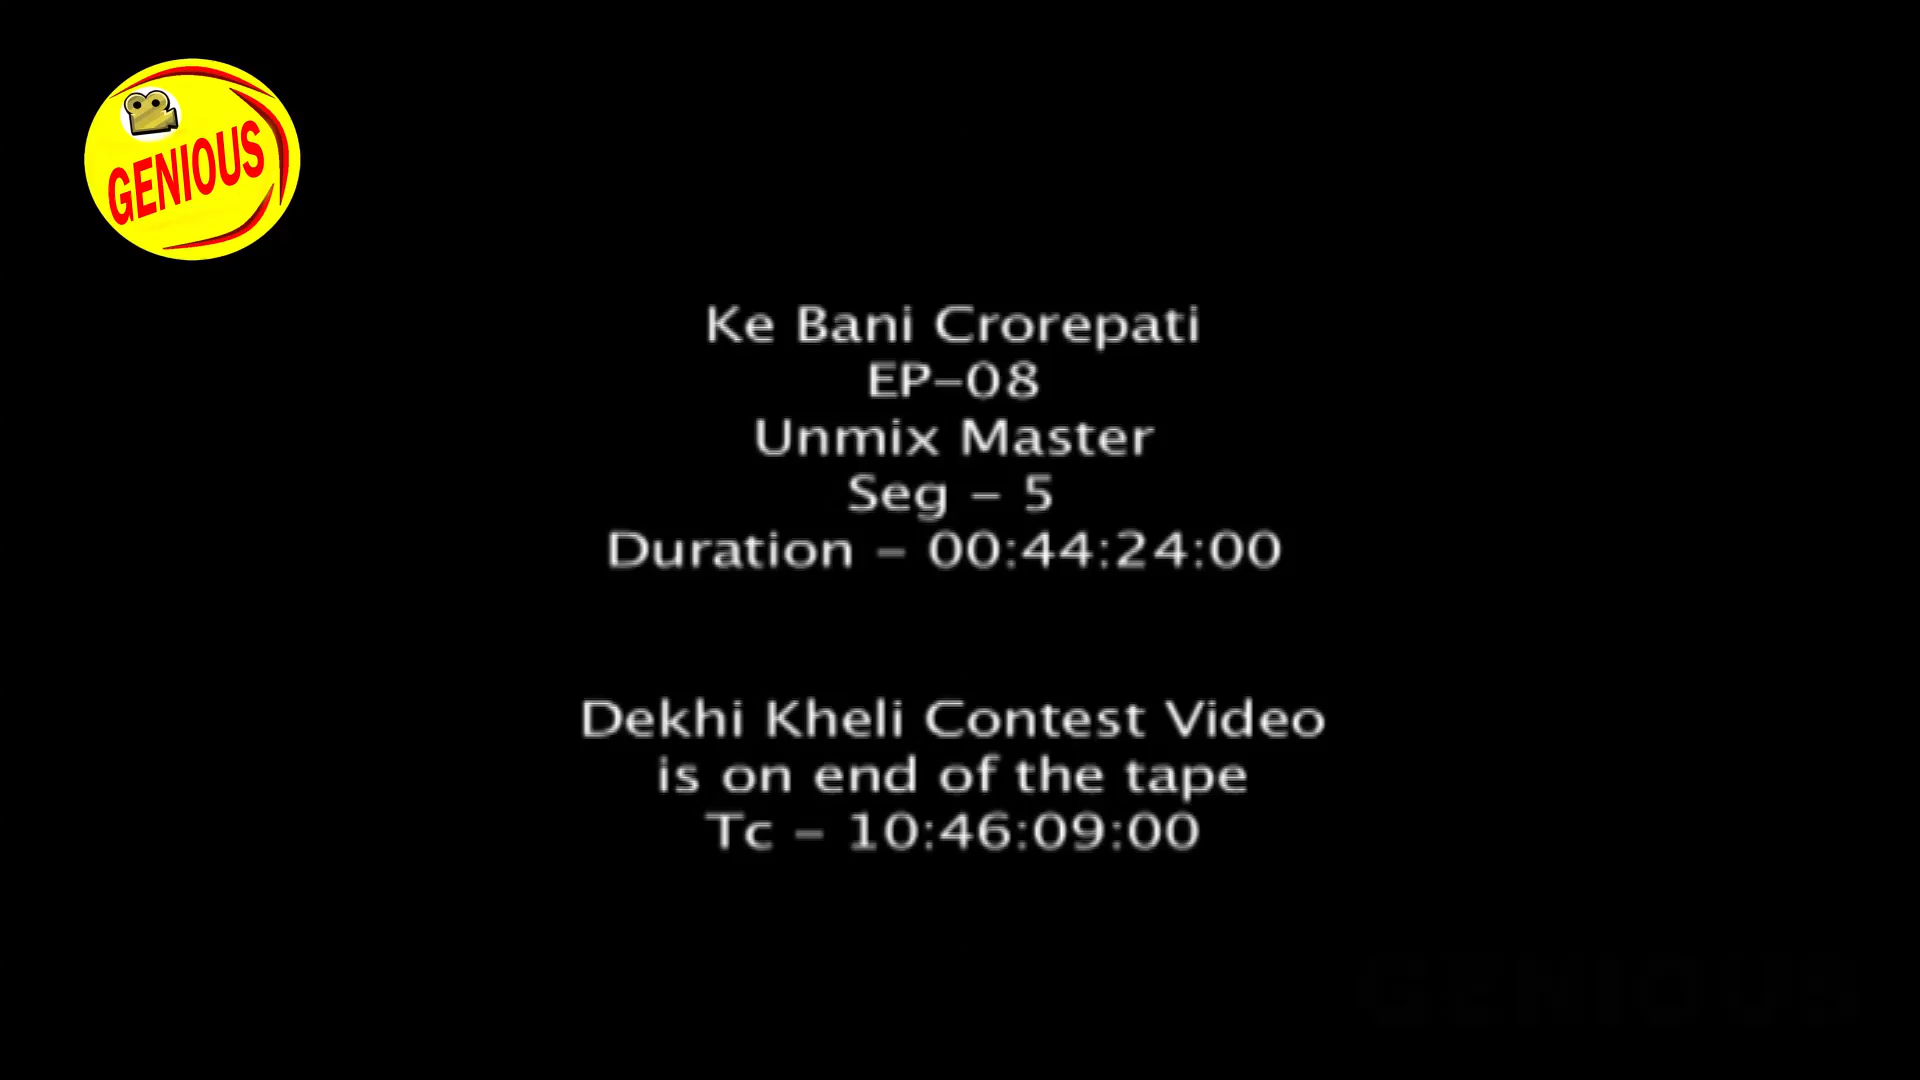 GENIOUS
Ke Bani Crorepati
EP-08
Unmix Master
Seg - 5
Duration - 00:44:24:00
Dekhi Kheli Contest Video
is on end of the tape
Tc - 10:46:09:00